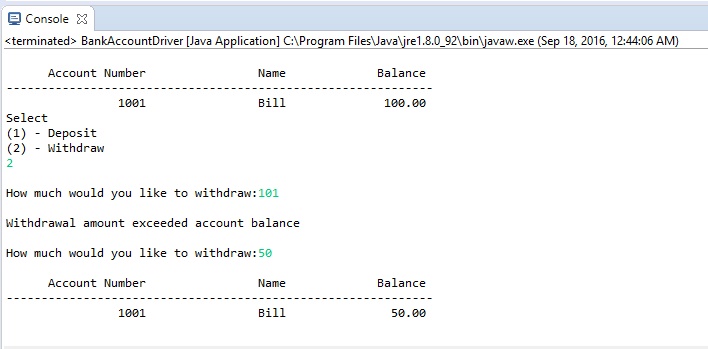 Console
<terminated> BankAccountDriver [Java Application] C:\Program Files\Java\jre1.8.0_92\bin\javaw.exe (Sep 18, 2016, 12:44:06 AM)
Account Number Name Balance
-------------------------------------------------------------
1001 Bill 100.00
Select
(1) - Deposit
(2) - Withdraw
2
How much would you like to withdraw:101
Withdrawal amount exceeded account balance
How much would you like to withdraw:50
Account Number Name Balance
-------------------------------------------------------------
1001 Bill 50.00